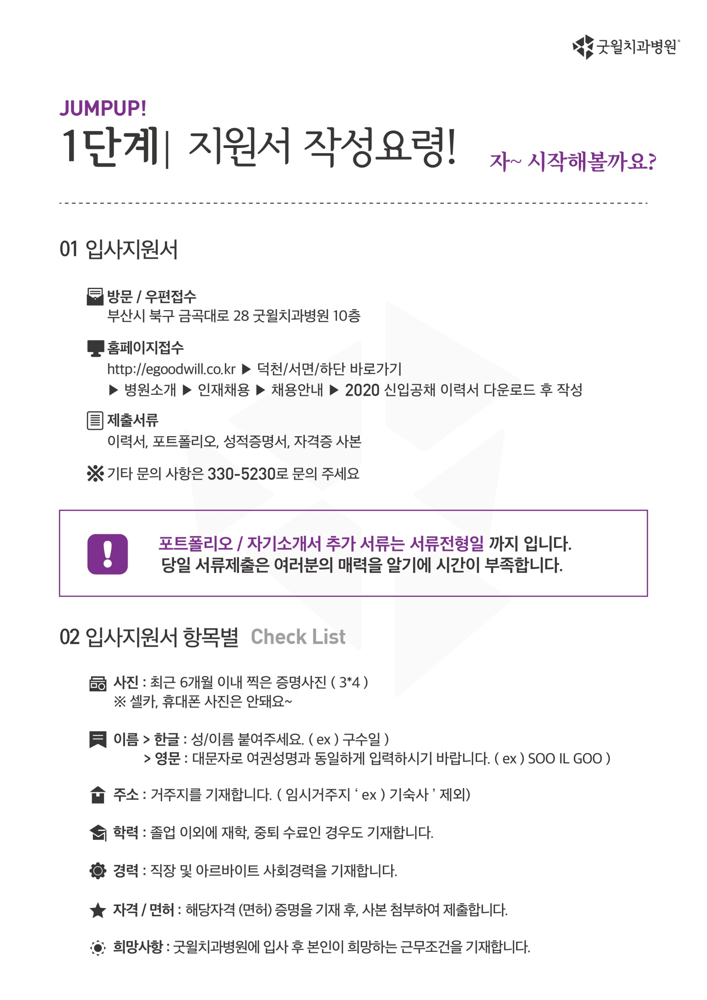 굿윌치과병원®
JUMPUP!
1단계| 지원서 작성요령!
자~ 시작해볼까요?
01 입사지원서
방문 / 우편접수
부산시 북구 금곡대로 28 굿윌치과병원 10층
홈페이지접수
http://egoodwill.co.kr ▶ 덕천/서면/하단 바로가기
▶ 병원소개 ▶ 인재채용 ▶ 채용안내 ▶ 2020 신입공채 이력서 다운로드 후 작성
제출서류
이력서, 포트폴리오, 성적증명서, 자격증 사본
※ 기타 문의 사항은 330-5230로 문의 주세요
! 포트폴리오 / 자기소개서 추가 서류는 서류전형일 까지 입니다.
당일 서류제출은 여러분의 매력을 알기에 시간이 부족합니다.
02 입사지원서 항목별 Check List
사진 : 최근 6개월 이내 찍은 증명사진 ( 3*4 )
※ 셀카, 휴대폰 사진은 안돼요~
이름 > 한글 : 성/이름 붙여주세요. ( ex ) 구수일 )
> 영문 : 대문자로 여권성명과 동일하게 입력하시기 바랍니다. ( ex ) SOO IL GOO )
주소 : 거주지를 기재합니다. ( 임시거주지 ‘ ex ) 기숙사 ’ 제외)
학력 : 졸업 이외에 재학, 중퇴 수료인 경우도 기재합니다.
경력 : 직장 및 아르바이트 사회경력을 기재합니다.
자격 / 면허 : 해당자격 (면허) 증명을 기재 후, 사본 첨부하여 제출합니다.
희망사항 : 굿윌치과병원에 입사 후 본인이 희망하는 근무조건을 기재합니다.